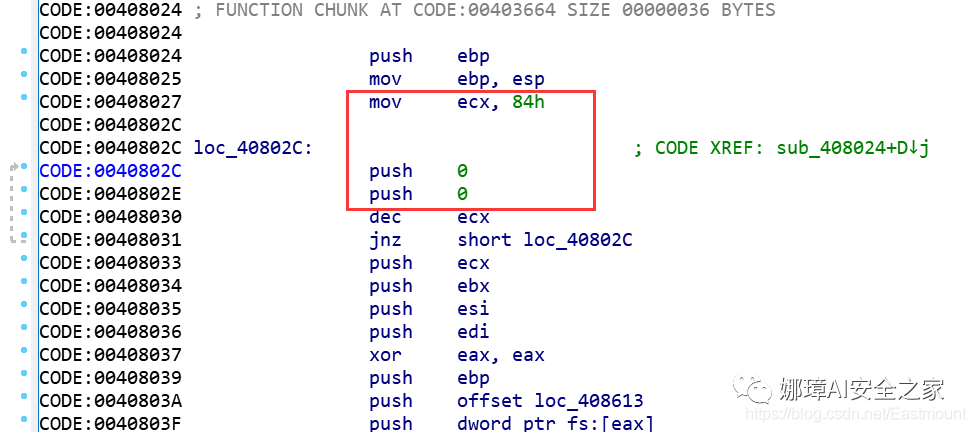 CODE:00408024 ; FUNCTION CHUNK AT CODE:00403664 SIZE 00000036 BYTES
CODE:00408024
CODE:00408024 push ebp
CODE:00408025 mov ebp, esp
CODE:00408027 mov ecx, 84h
CODE:0040802C
CODE:0040802C loc_40802C: ; CODE XREF: sub_408024+D↓j
CODE:0040802C push 0
CODE:0040802E push 0
CODE:00408030 dec ecx
CODE:00408031 jnz short loc_40802C
CODE:00408033 push ecx
CODE:00408034 push ebx
CODE:00408035 push esi
CODE:00408036 push edi
CODE:00408037 xor eax, eax
CODE:00408039 push ebp
CODE:0040803A push offset loc_408613
CODE:0040803F push dword ptr fs:[eax]
娜璋AI安全之家
https://blog.csdn.net/Eastmount